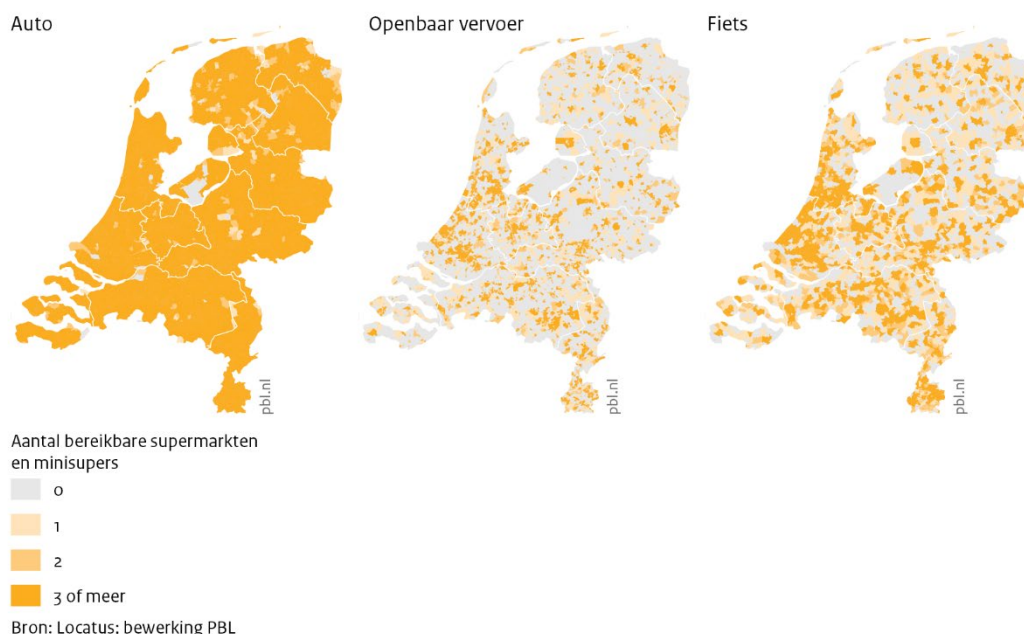 Auto
Openbaar vervoer
Fiets
pbl.nl
pbl.nl
pbl.nl
Aantal bereikbare supermarkten
en minisupers
0
1
2
3 of meer
Bron: Locatus; bewerking PBL